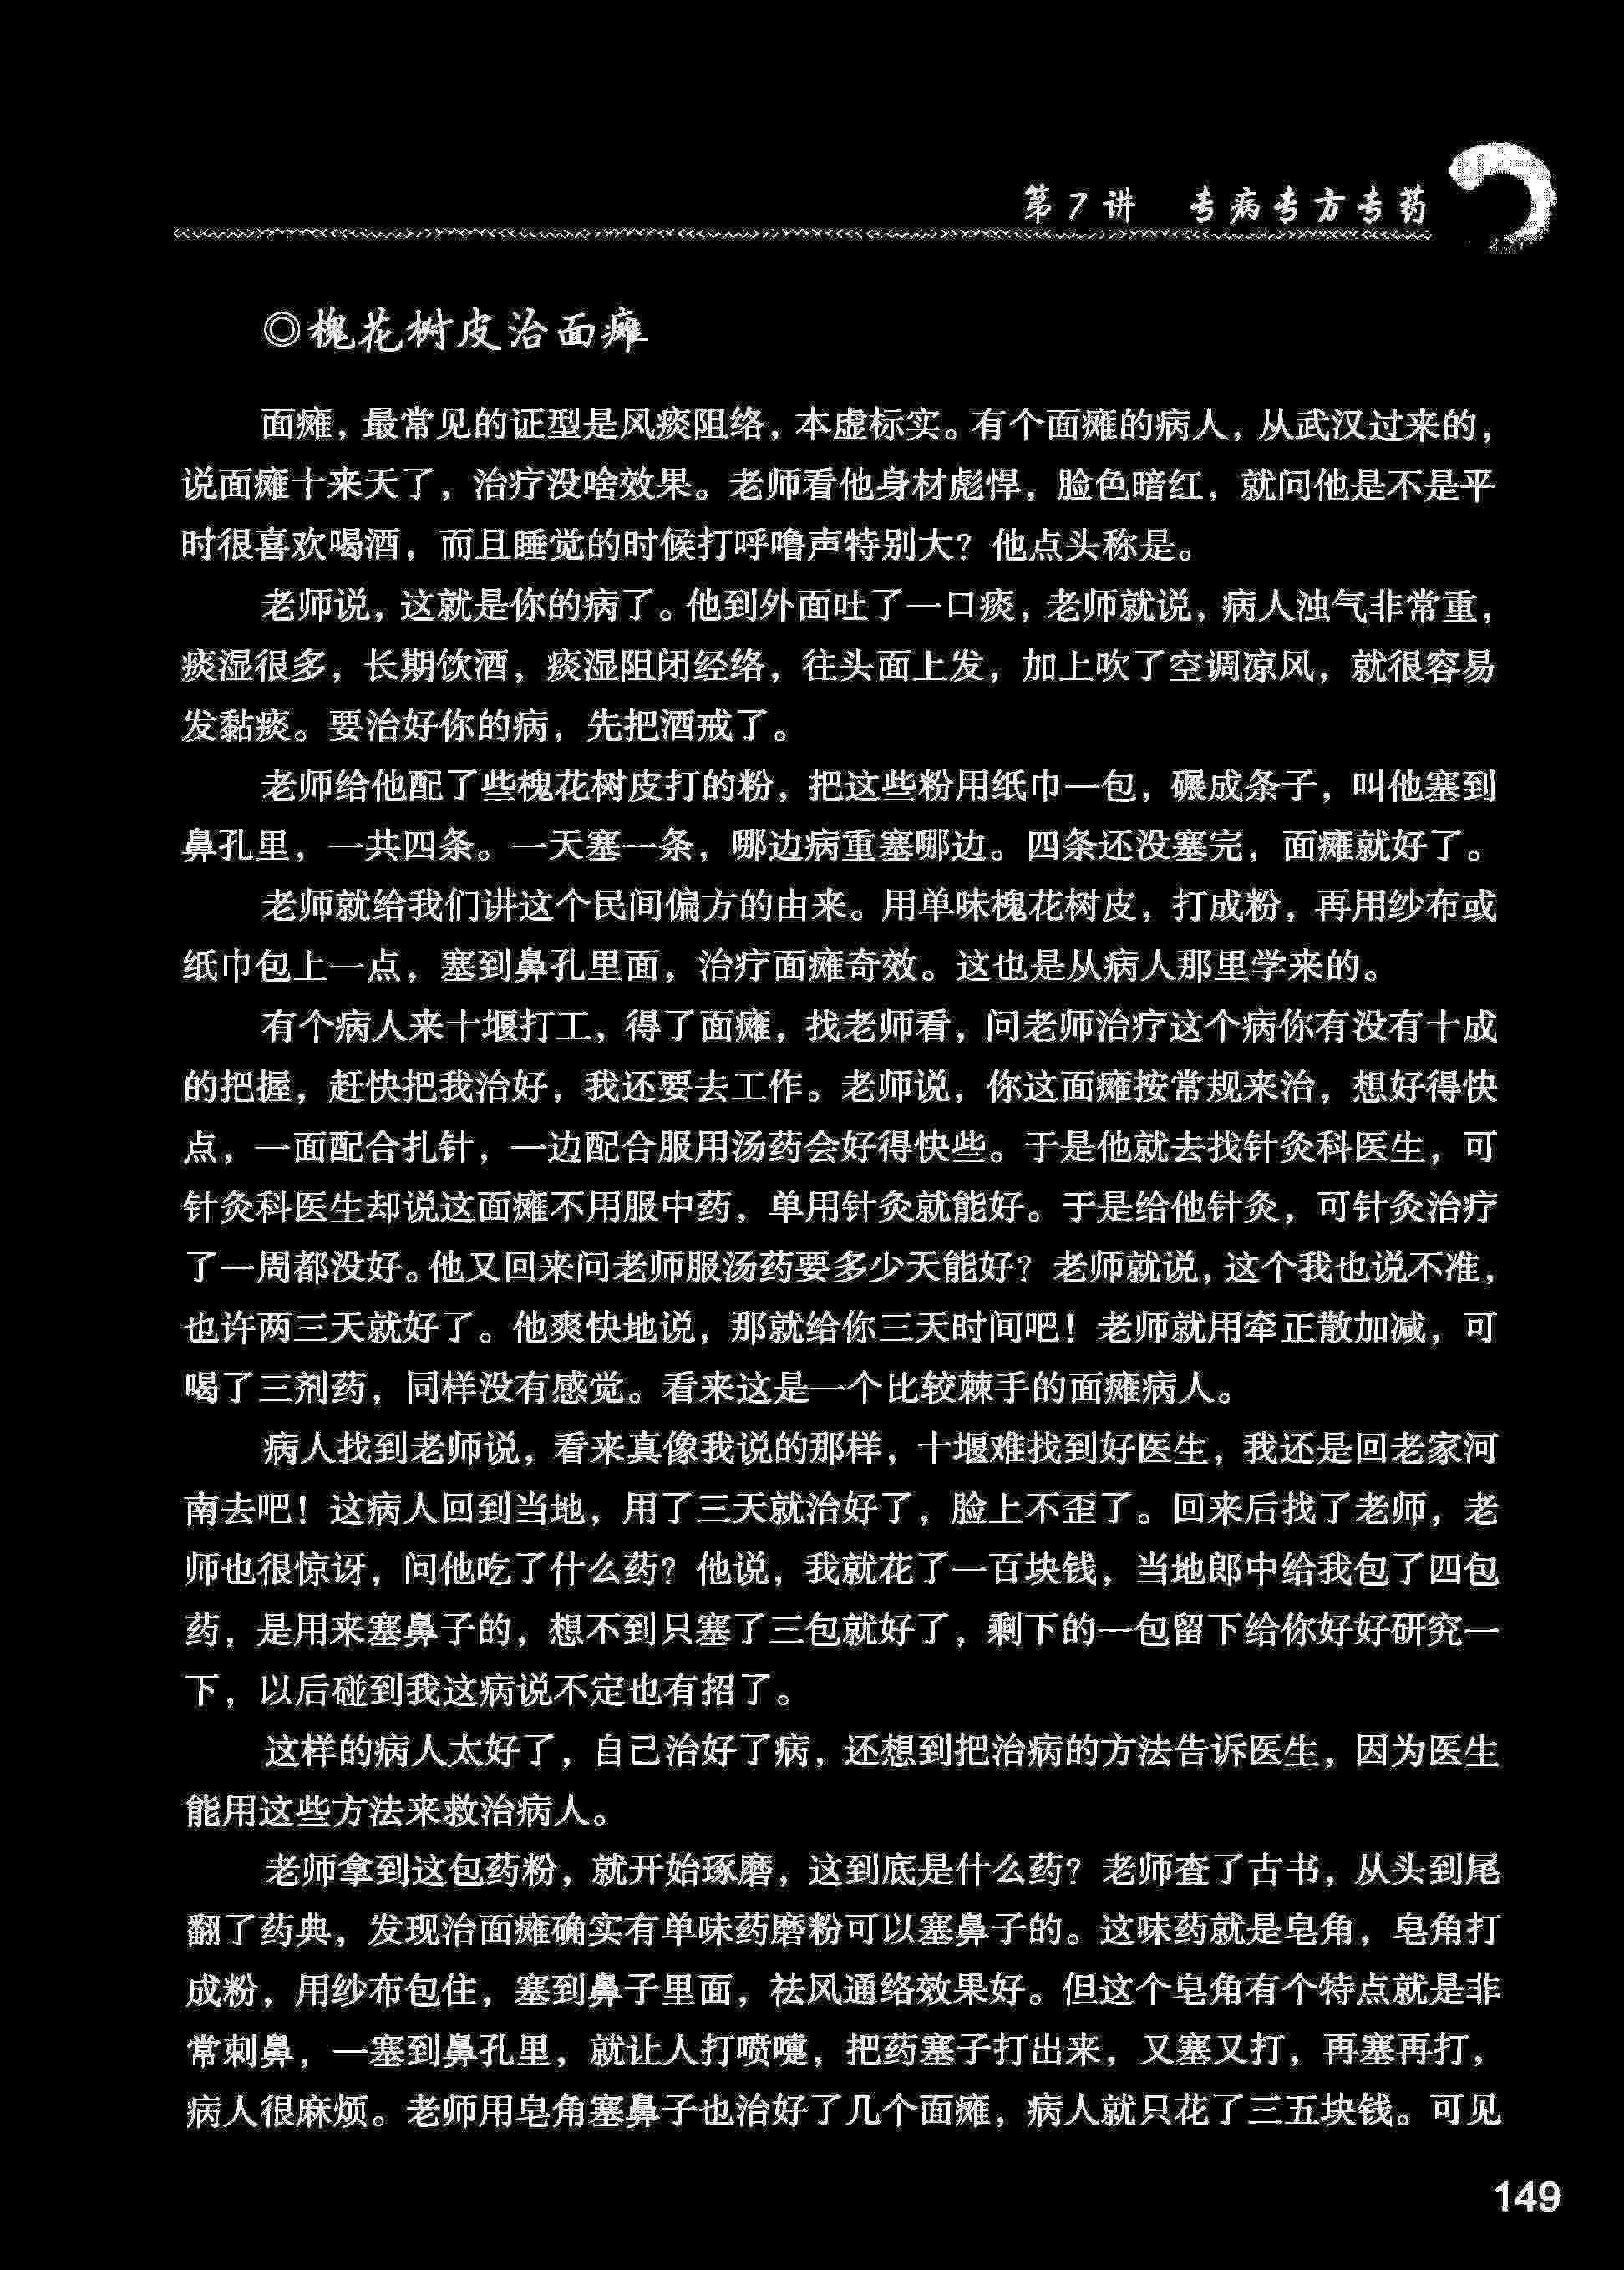 第7讲 专病专方专药
◎槐花树皮治面瘫
面瘫，最常见的证型是风痰阻络，本虚标实。有个面瘫的病人，从武汉过来的，
说面瘫十来天了，治疗没啥效果。老师看他身材彪悍，脸色暗红，就问他是不是平
时很喜欢喝酒，而且睡觉的时候打呼噜声特别大？他点头称是。
老师说，这就是你的病了。他到外面吐了一口痰，老师就说，病人浊气非常重，
痰湿很多，长期饮酒，痰湿阻闭经络，往头面上发，加上吹了空调凉风，就很容易
发黏痰。要治好你的病，先把酒戒了。
老师给他配了些槐花树皮打的粉，把这些粉用纸巾一包，碾成条子，叫他塞到
鼻孔里，一共四条。一天塞一条，哪边病重塞哪边。四条还没塞完，面瘫就好了。
老师就给我们讲这个民间偏方的由来。用单味槐花树皮，打成粉，再用纱布或
纸巾包上一点，塞到鼻孔里面，治疗面瘫奇效。这也是从病人那里学来的。
有个病人来十堰打工，得了面瘫，找老师看，问老师治疗这个病你有没有十成
的把握，赶快把我治好，我还要去工作。老师说，你这面瘫按常规来治，想好得快
点，一面配合扎针，一边配合服用汤药会好得快些。于是他就去找针灸科医生，可
针灸科医生却说这面瘫不用服中药，单用针灸就能好。于是给他针灸，可针灸治疗
了一周都没好。他又回来问老师服汤药要多少天能好？老师就说，这个我也说不准，
也许两三天就好了。他爽快地说，那就给你三天时间吧！老师就用牵正散加减，可
喝了三剂药，同样没有感觉。看来这是一个比较棘手的面瘫病人。
病人找到老师说，看来真像我说的那样，十堰难找到好医生，我还是回老家河
南去吧！这病人回到当地，用了三天就治好了，脸上不歪了。回来后找了老师，老
师也很惊讶，问他吃了什么药？他说，我就花了一百块钱，当地郎中给我包了四包
药，是用来塞鼻子的，想不到只塞了三包就好了，剩下的一包留下给你好好研究一
下，以后碰到我这病说不定也有招了。
这样的病人太好了，自己治好了病，还想到把治病的方法告诉医生，因为医生
能用这些方法来救治病人。
老师拿到这包药粉，就开始琢磨，这到底是什么药？老师查了古书，从头到尾
翻了药典，发现治面瘫确实有单味药磨粉可以塞鼻子的。这味药就是皂角，皂角打
成粉，用纱布包住，塞到鼻子里面，祛风通络效果好。但这个皂角有个特点就是非
常刺鼻，一塞到鼻孔里，就让人打喷嚏，把药塞子打出来，又塞又打，再塞再打，
病人很麻烦。老师用皂角塞鼻子也治好了几个面瘫，病人就只花了三五块钱。可见
149